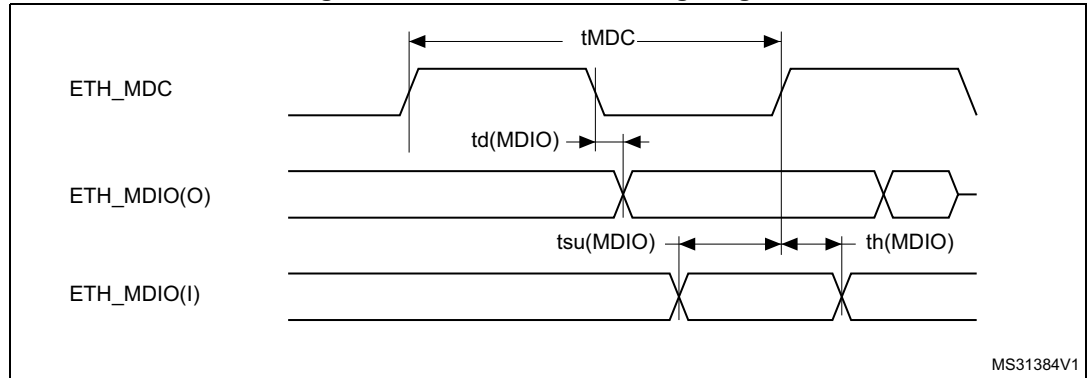 tMDC
ETH_MDC
td(MDIO)
ETH_MDIO(O)
tsu(MDIO)
th(MDIO)
ETH_MDIO(I)
MS31384V1